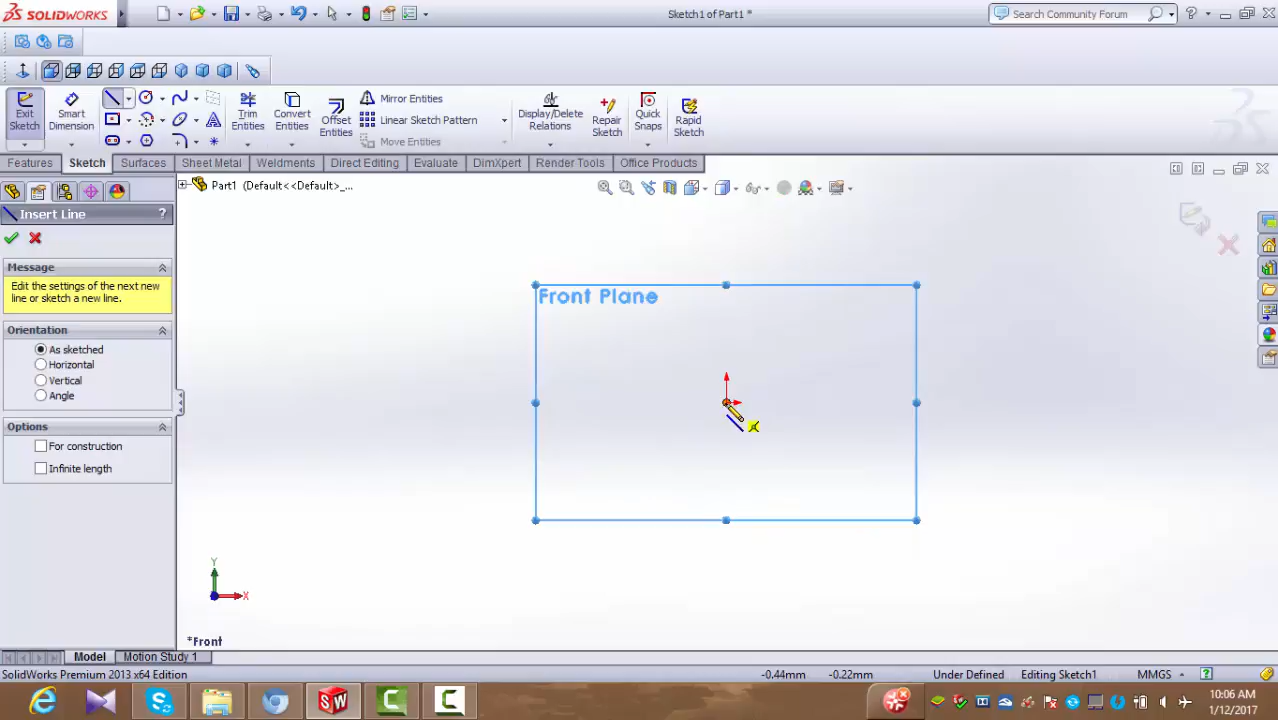 SOLIDWORKS
Sketch1 of Part1 *
Search Community Forum
Exit Sketch
Smart Dimension
Trim Entities
Convert Entities
Offset Entities
Mirror Entities
Linear Sketch Pattern
Move Entities
Display/Delete Relations
Repair Sketch
Quick Snaps
Rapid Sketch
Features Sketch Surfaces Sheet Metal Weldments Direct Editing Evaluate DimXpert Render Tools Office Products
Part1 (Default<<Default>_...
Insert Line ?
Message
Edit the settings of the next new
line or sketch a new line.
Orientation
As sketched
Horizontal
Vertical
Angle
Options
For construction
Infinite length
Front Plane
Y
X
*Front
Model Motion Study 1
SolidWorks Premium 2013 x64 Edition -0.44mm -0.22mm Under Defined Editing Sketch1 MMGS
10:06 AM
1/12/2017